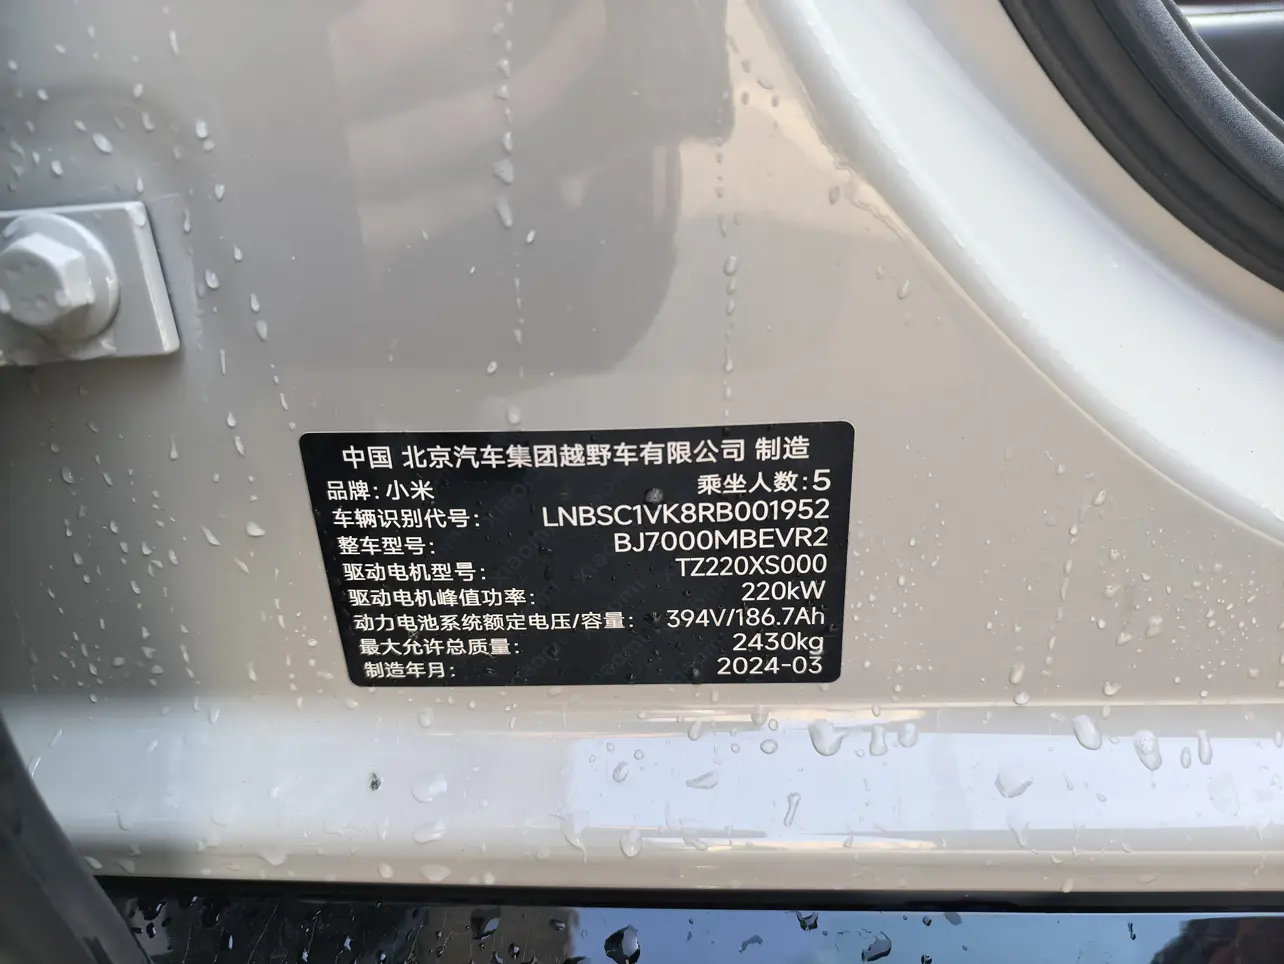 中国 北京汽车集团越野车有限公司 制造
品牌:小米 乘坐人数:5
车辆识别代号: LNBSC1VK8RB001952
整车型号: BJ7000MBEVR2
驱动电机型号: TZ220XS000
驱动电机峰值功率: 220kW
动力电池系统额定电压/容量: 394V/186.7Ah
最大允许总质量: 2430kg
制造年月: 2024-03